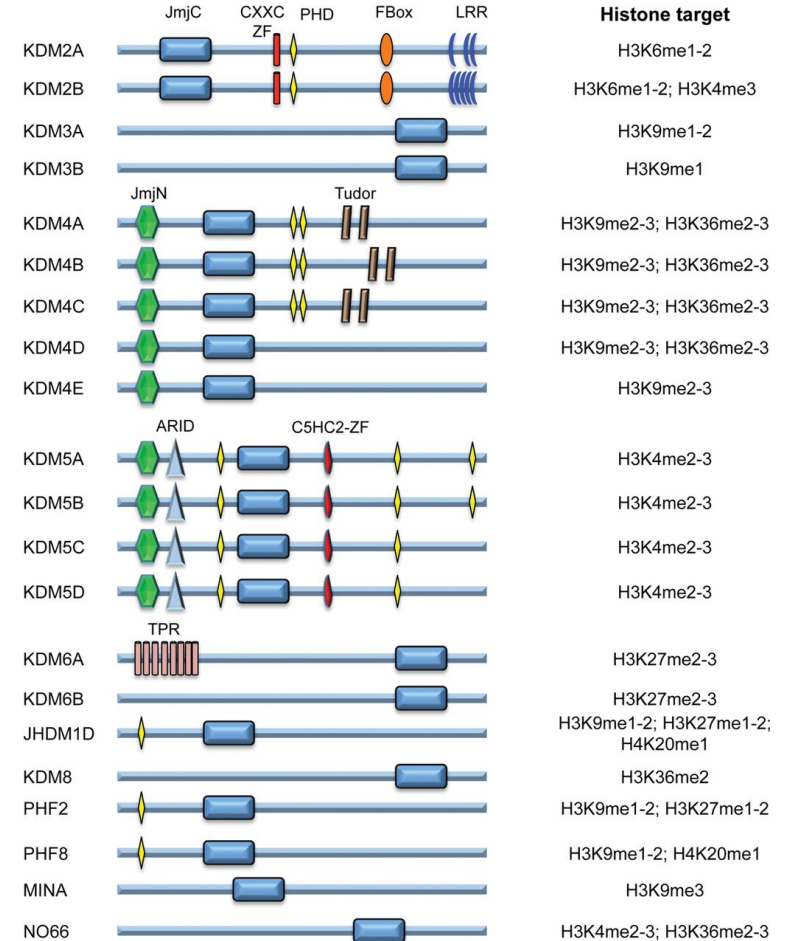 JmjC CXXC ZF PHD FBox LRR Histone target
KDM2A H3K6me1-2
KDM2B H3K6me1-2; H3K4me3
KDM3A H3K9me1-2
KDM3B H3K9me1
JmjN Tudor
KDM4A H3K9me2-3; H3K36me2-3
KDM4B H3K9me2-3; H3K36me2-3
KDM4C H3K9me2-3; H3K36me2-3
KDM4D H3K9me2-3; H3K36me2-3
KDM4E H3K9me2-3
ARID C5HC2-ZF
KDM5A H3K4me2-3
KDM5B H3K4me2-3
KDM5C H3K4me2-3
KDM5D H3K4me2-3
TPR
KDM6A H3K27me2-3
KDM6B H3K27me2-3
JHDM1D H3K9me1-2; H3K27me1-2;
H4K20me1
KDM8 H3K36me2
PHF2 H3K9me1-2; H3K27me1-2
PHF8 H3K9me1-2; H4K20me1
MINA H3K9me3
NO66 H3K4me2-3; H3K36me2-3